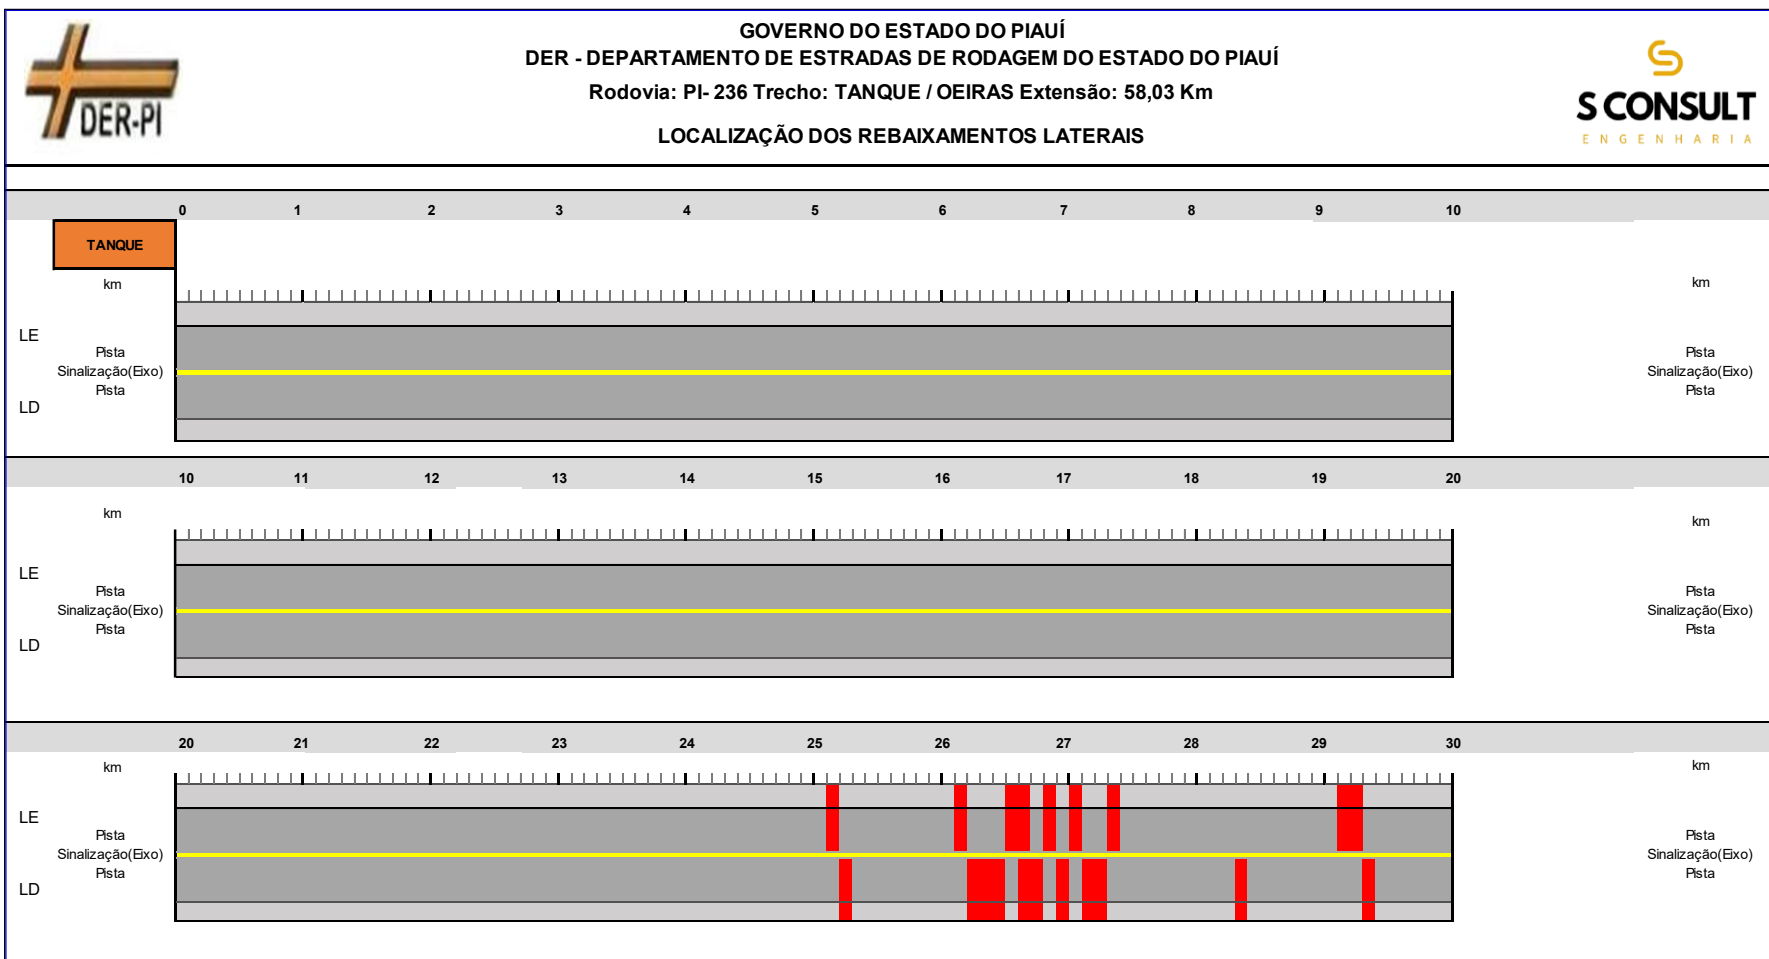 GOVERNO DO ESTADO DO PIAUÍ
DER - DEPARTAMENTO DE ESTRADAS DE RODAGEM DO ESTADO DO PIAUÍ
Rodovia: PI- 236 Trecho: TANQUE / OEIRAS Extensão: 58,03 Km
LOCALIZAÇÃO DOS REBAIXAMENTOS LATERAIS
DER-PI
S CONSULT
ENGENHARIA
0 1 2 3 4 5 6 7 8 9 10
TANQUE
km km
LE
Pista Pista
Sinalização(Eixo) Sinalização(Eixo)
Pista Pista
LD
10 11 12 13 14 15 16 17 18 19 20
km km
LE
Pista Pista
Sinalização(Eixo) Sinalização(Eixo)
Pista Pista
LD
20 21 22 23 24 25 26 27 28 29 30
km km
LE
Pista Pista
Sinalização(Eixo) Sinalização(Eixo)
Pista Pista
LD